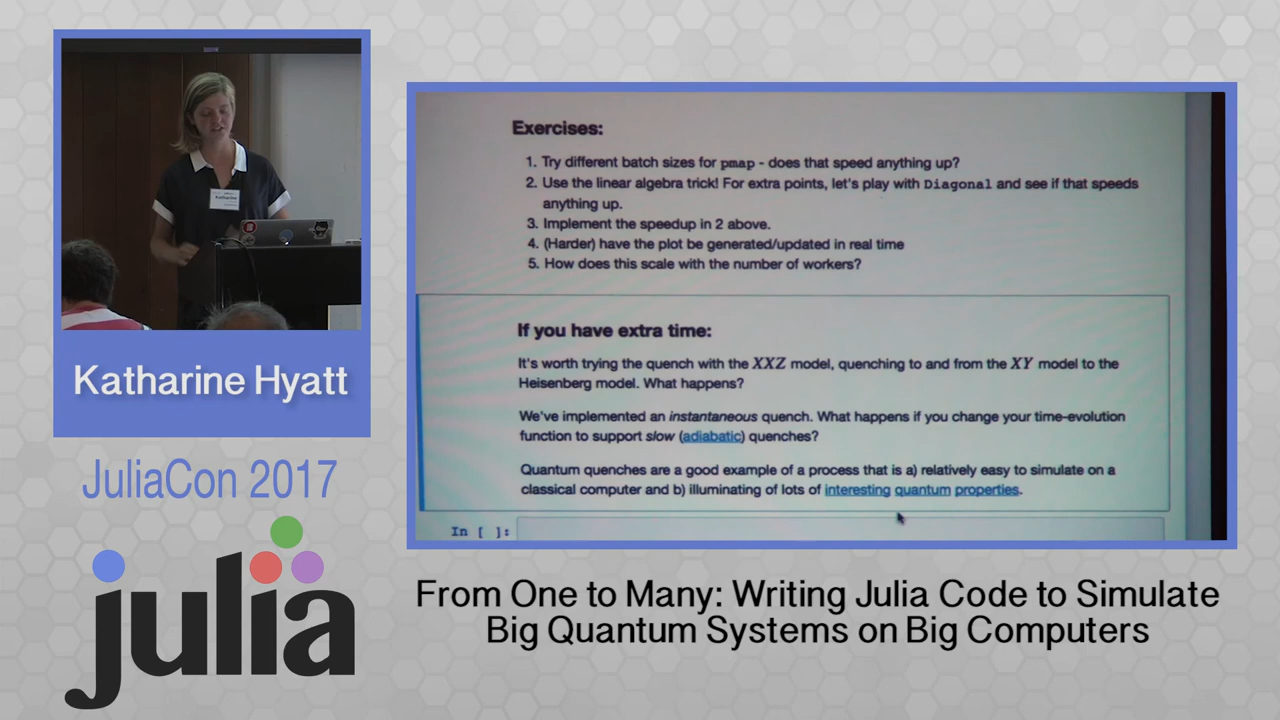 Katharine
Katharine Hyatt
JuliaCon 2017
julia
Exercises:
1. Try different batch sizes for pmap - does that speed anything up?
2. Use the linear algebra trick! For extra points, let's play with Diagonal and see if that speeds
anything up.
3. Implement the speedup in 2 above.
4. (Harder) have the plot be generated/updated in real time
5. How does this scale with the number of workers?
If you have extra time:
It's worth trying the quench with the XXZ model, quenching to and from the XY model to the
Heisenberg model. What happens?
We've implemented an instantaneous quench. What happens if you change your time-evolution
function to support slow (adiabatic) quenches?
Quantum quenches are a good example of a process that is a) relatively easy to simulate on a
classical computer and b) illuminating of lots of interesting quantum properties.
In [ ]:
From One to Many: Writing Julia Code to Simulate
Big Quantum Systems on Big Computers